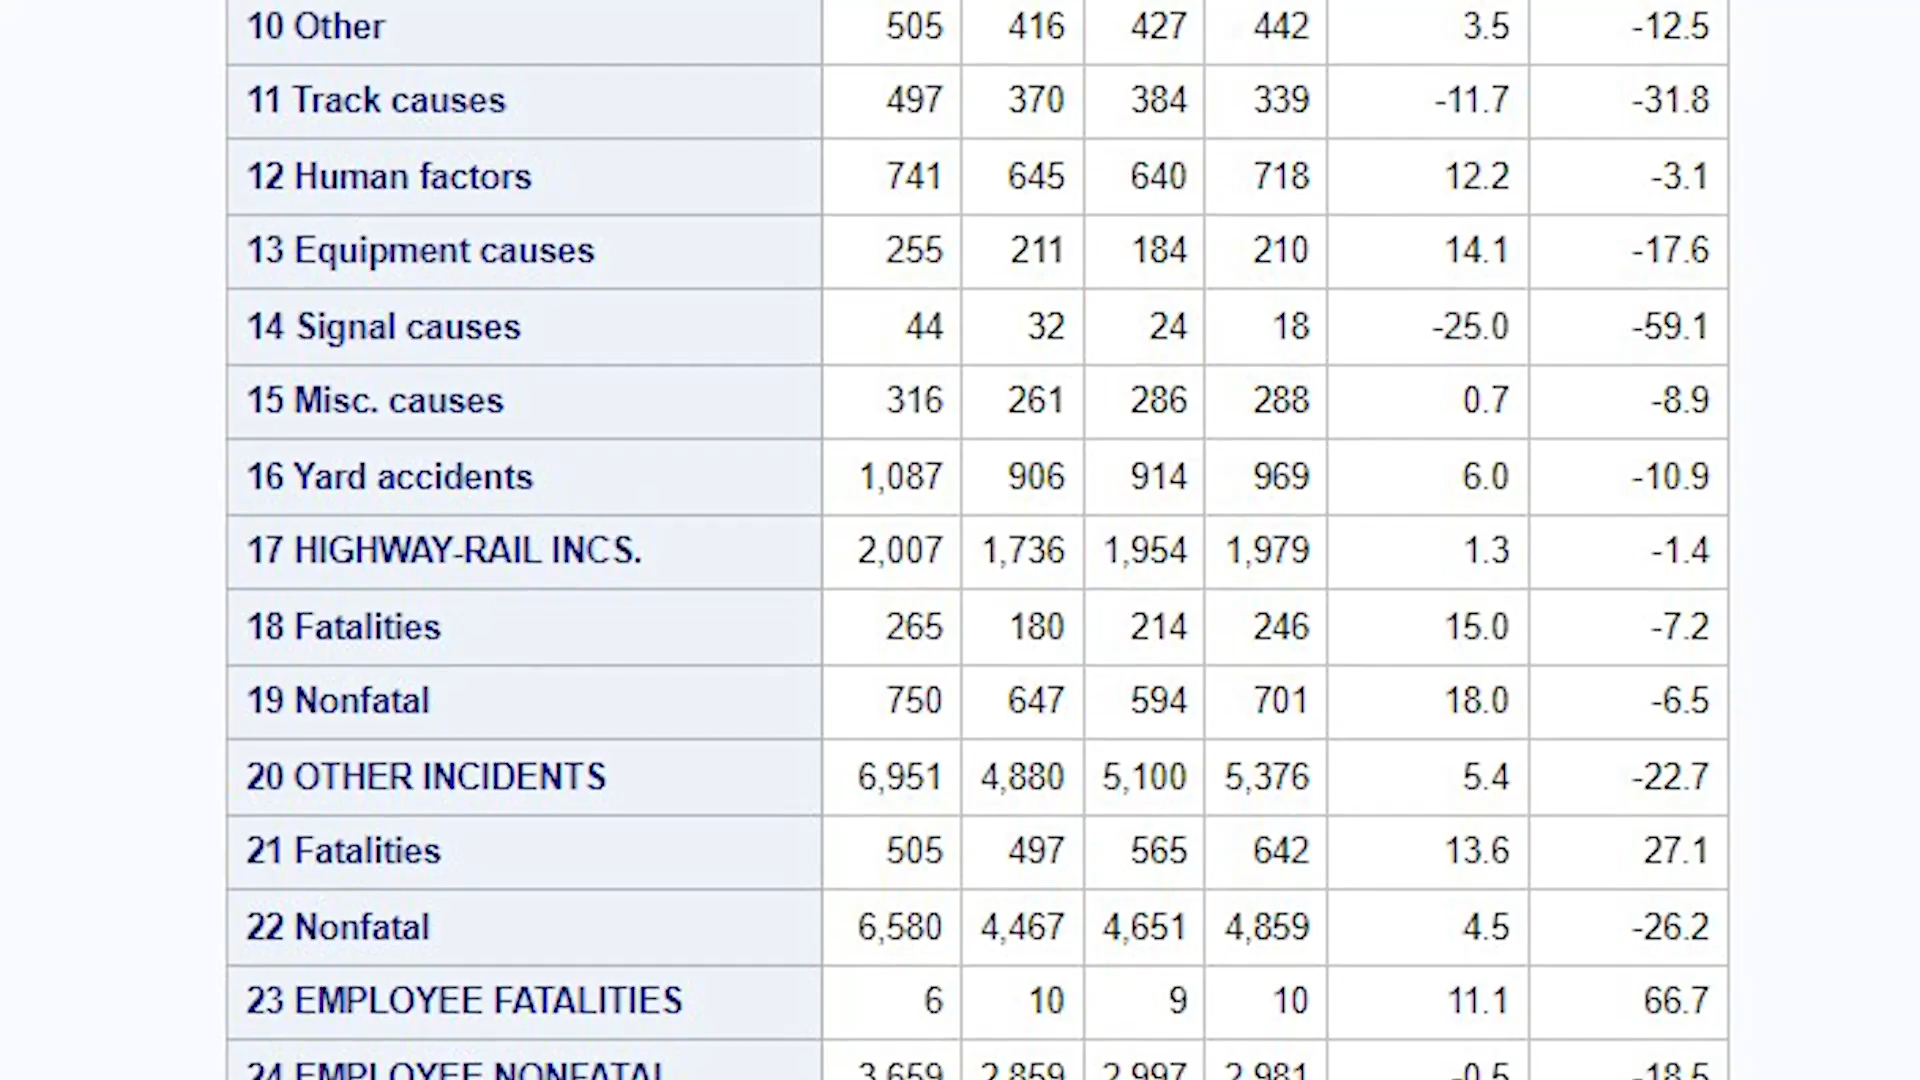 10 Other 505 416 427 442 3.5 -12.5
11 Track causes 497 370 384 339 -11.7 -31.8
12 Human factors 741 645 640 718 12.2 -3.1
13 Equipment causes 255 211 184 210 14.1 -17.6
14 Signal causes 44 32 24 18 -25.0 -59.1
15 Misc. causes 316 261 286 288 0.7 -8.9
16 Yard accidents 1,087 906 914 969 6.0 -10.9
17 HIGHWAY-RAIL INCS. 2,007 1,736 1,954 1,979 1.3 -1.4
18 Fatalities 265 180 214 246 15.0 -7.2
19 Nonfatal 750 647 594 701 18.0 -6.5
20 OTHER INCIDENTS 6,951 4,880 5,100 5,376 5.4 -22.7
21 Fatalities 505 497 565 642 13.6 27.1
22 Nonfatal 6,580 4,467 4,651 4,859 4.5 -26.2
23 EMPLOYEE FATALITIES 6 10 9 10 11.1 66.7
24 EMPLOYEE NONFATAL 3,659 2,859 2,997 2,981 -0.5 -18.5